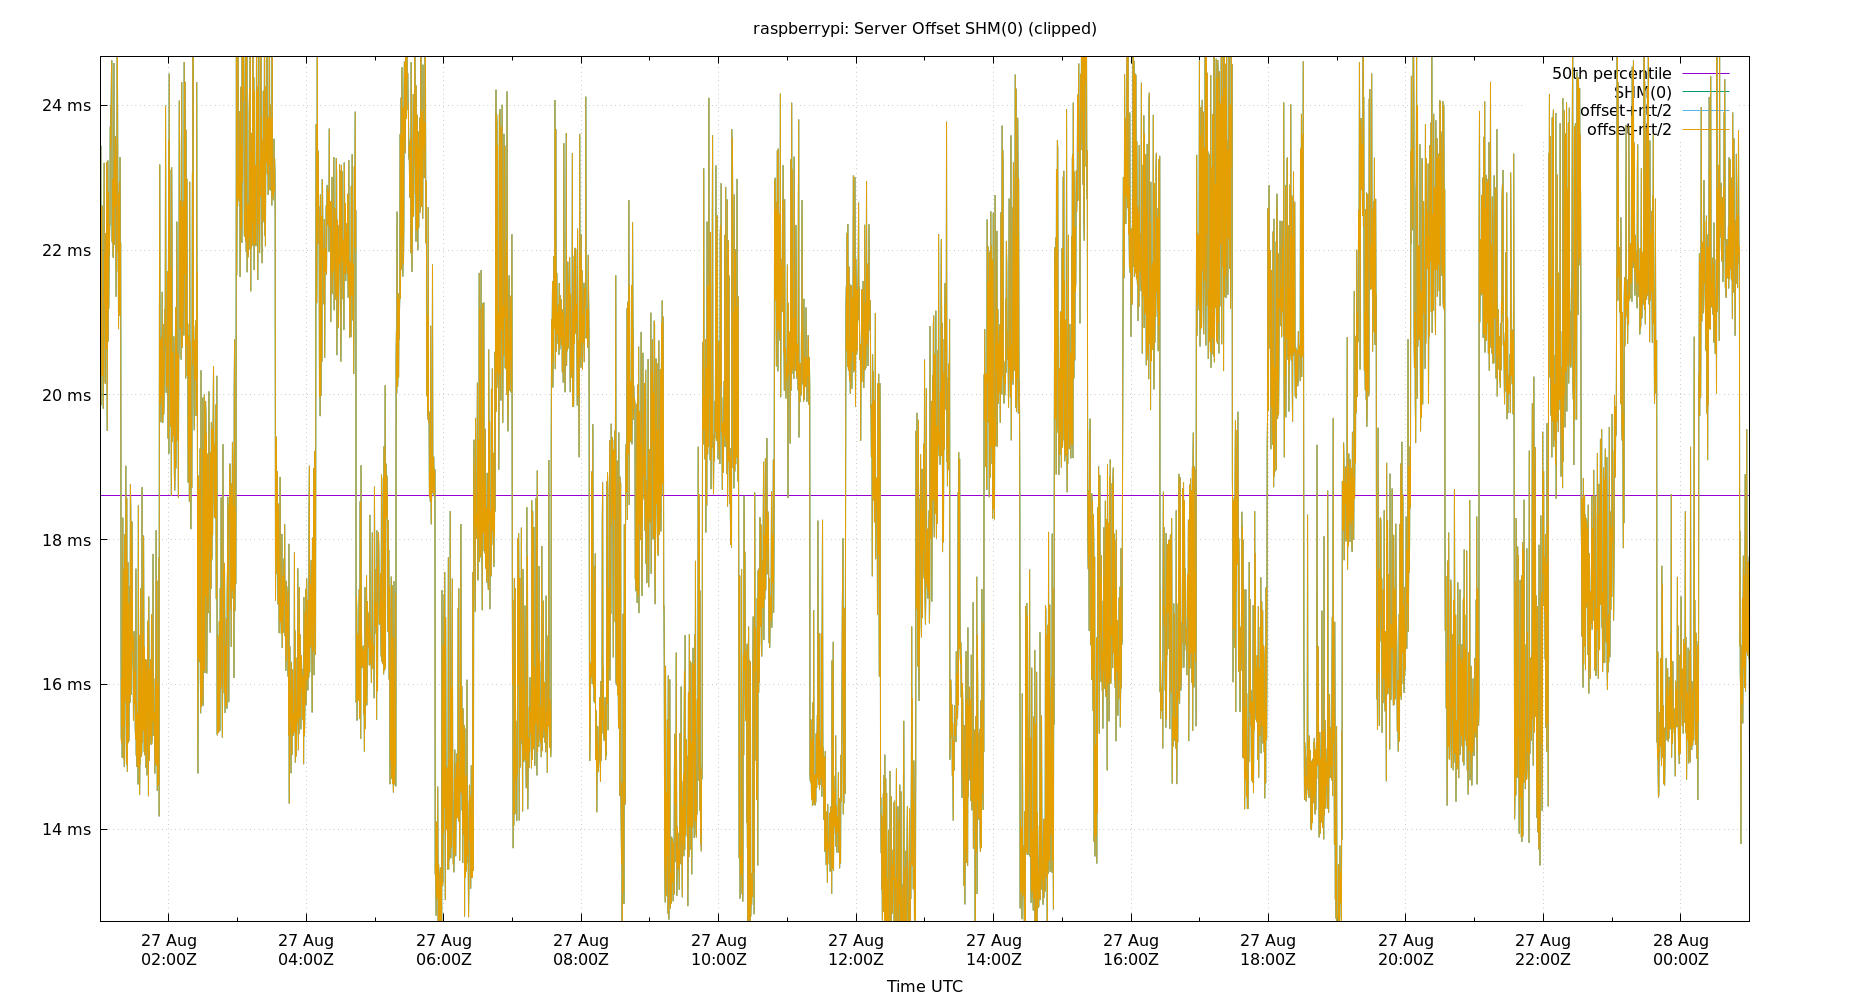 raspberrypi: Server Offset SHM(0) (clipped)
50th percentile
SHM(0)
offset+rtt/2
offset-rtt/2
24 ms
22 ms
20 ms
18 ms
16 ms
14 ms
27 Aug 27 Aug 27 Aug 27 Aug 27 Aug 27 Aug 27 Aug 27 Aug 27 Aug 27 Aug 27 Aug 28 Aug
02:00Z 04:00Z 06:00Z 08:00Z 10:00Z 12:00Z 14:00Z 16:00Z 18:00Z 20:00Z 22:00Z 00:00Z
Time UTC